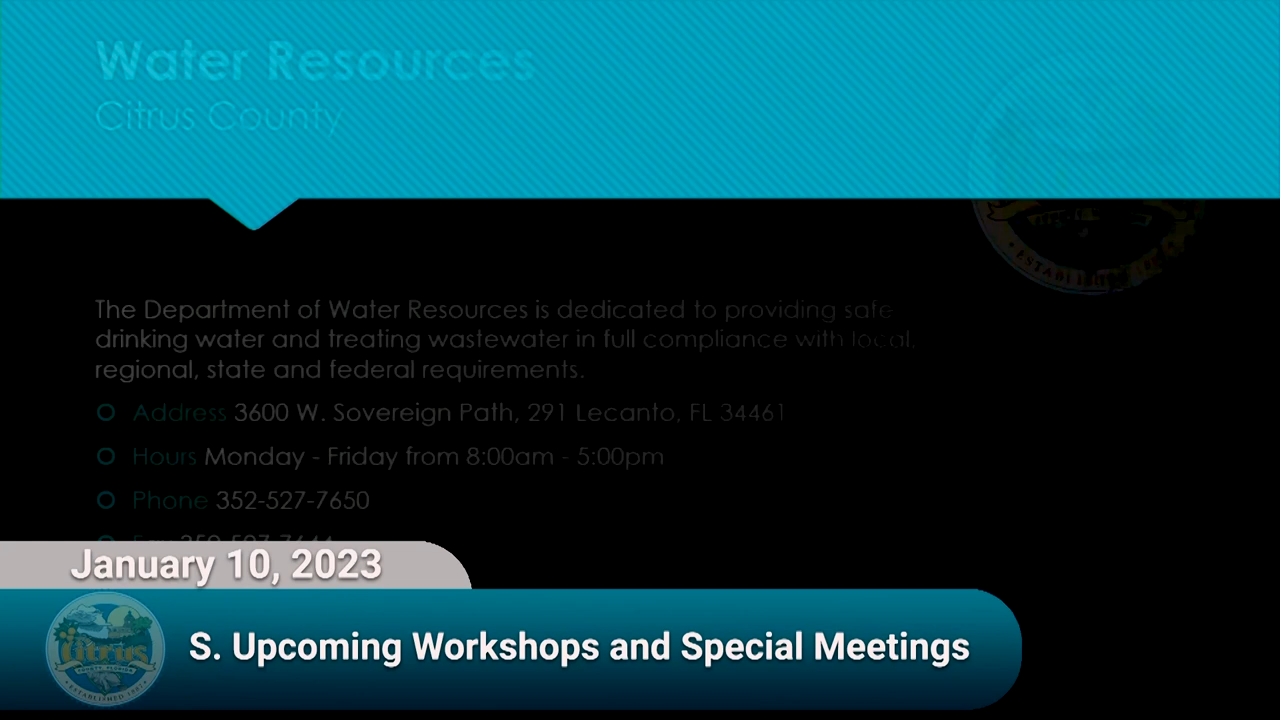 Water Resources
Citrus County
The Department of Water Resources is dedicated to providing safe
drinking water and treating wastewater in full compliance with local,
regional, state and federal requirements.
Address 3600 W. Sovereign Path, 291 Lecanto, FL 34461
Hours Monday - Friday from 8:00am - 5:00pm
Phone 352-527-7650
January 10, 2023
Citrus
S. Upcoming Workshops and Special Meetings